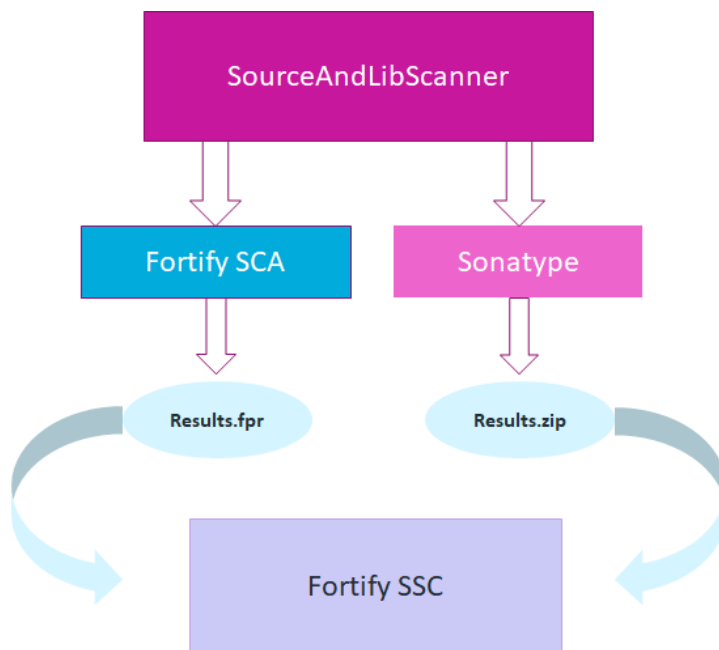 SourceAndLibScanner
Fortify SCA
Sonatype
Results.fpr
Results.zip
Fortify SSC